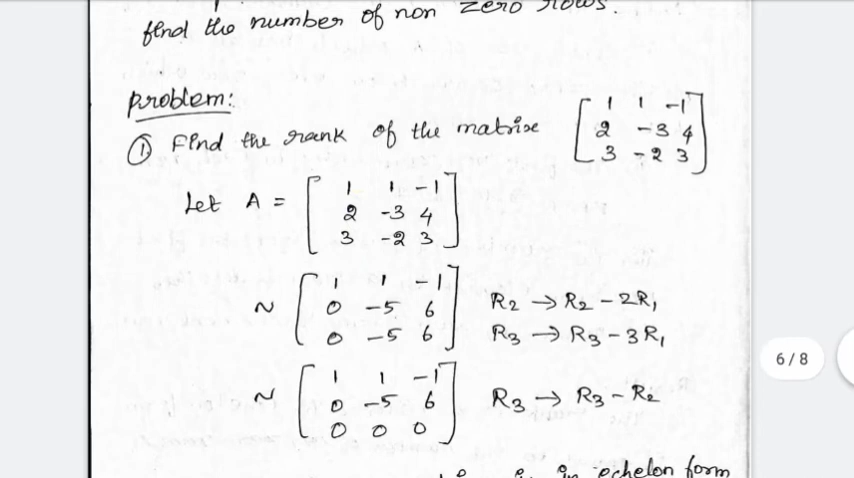 find the number of non zero rows.
Problem:
① Find the rank of the matrix [1 1 -1
2 -3 4
3 -2 3]
Let A = [1 1 -1
2 -3 4
3 -2 3]
~ [1 1 -1
0 -5 6 R2 → R2 - 2R1
0 -5 6] R3 → R3 - 3R1
~ [1 1 -1
0 -5 6 R3 → R3 - R2
0 0 0]
6 / 8
in echelon form